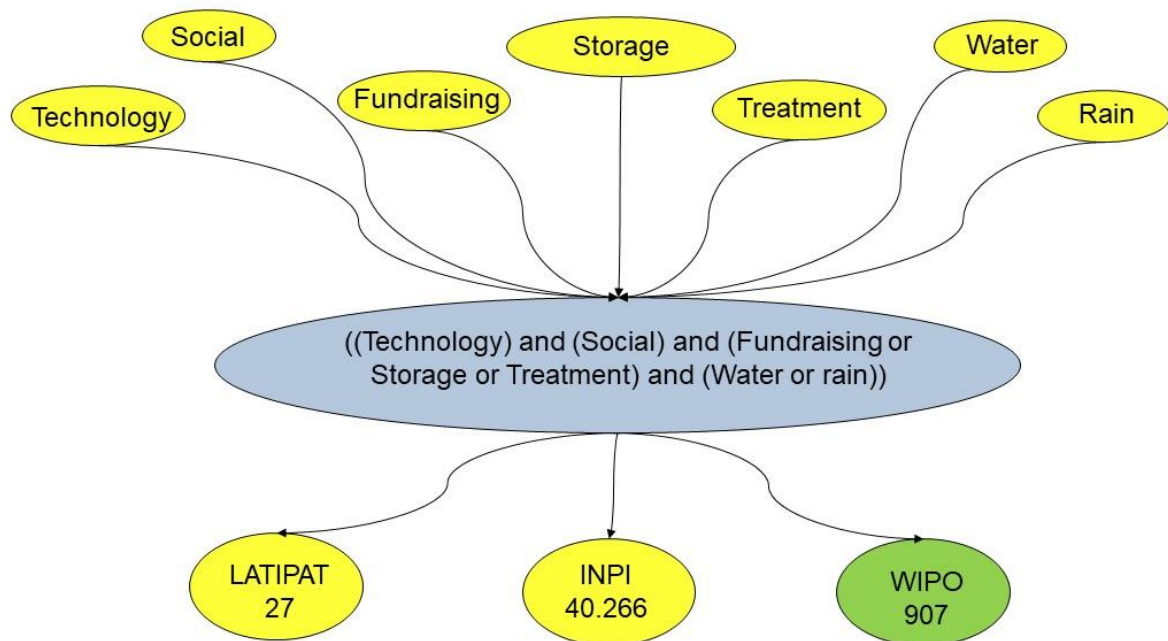 Social
Storage
Water
Technology
Fundraising
Treatment
Rain
((Technology) and (Social) and (Fundraising or
Storage or Treatment) and (Water or rain))
LATIPAT
27
INPI
40.266
WIPO
907